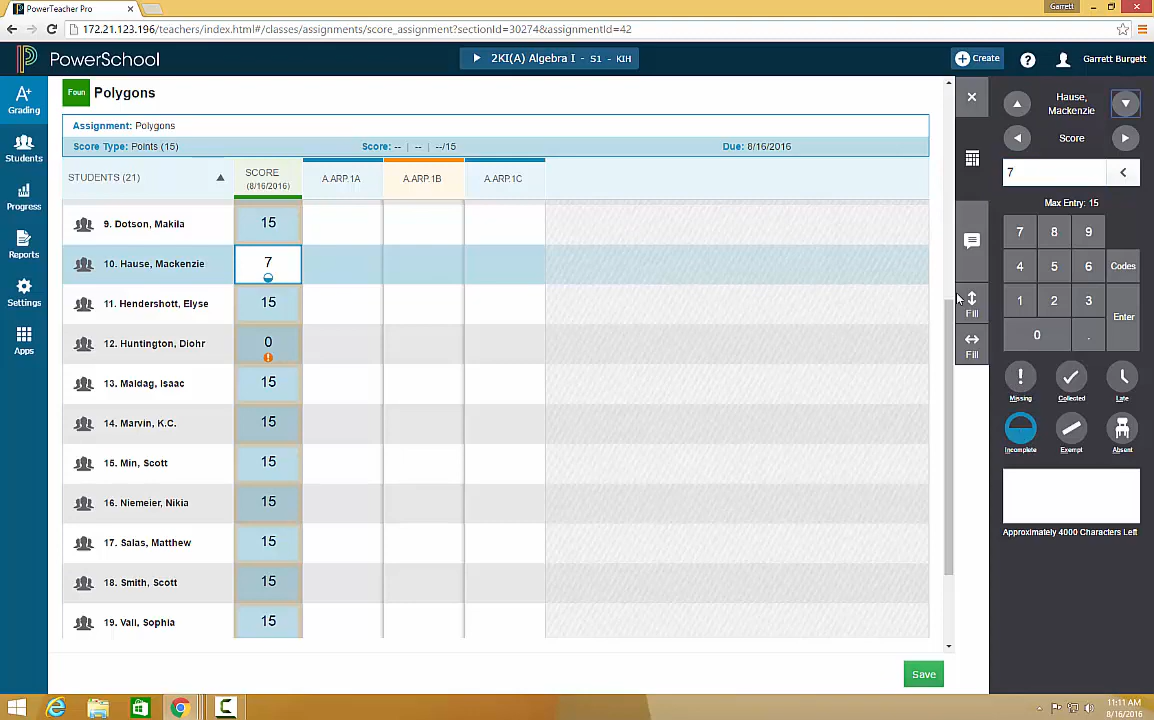 PowerTeacher Pro
Garrett
172.21.123.196/teachers/index.html#/classes/assignments/score_assignment?sectionId=30274&assignmentId=42
PowerSchool
2KI(A) Algebra I - S1 - KIH
Create
Garrett Burgett
Grading
Students
Progress
Reports
Settings
Apps
Foun
Polygons
Assignment: Polygons
Score Type: Points (15)
Score: -- | -- | --/15
Due: 8/16/2016
STUDENTS (21)
SCORE
(8/16/2016)
A.ARP.1A
A.ARP.1B
A.ARP.1C
9. Dotson, Makila
15
10. Hause, Mackenzie
7
11. Hendershott, Elyse
15
12. Huntington, Diohr
0
13. Maldag, Isaac
15
14. Marvin, K.C.
15
15. Min, Scott
15
16. Niemeier, Nikia
15
17. Salas, Matthew
15
18. Smith, Scott
15
19. Vall, Sophia
15
Save
Fill
Fill
Hause,
Mackenzie
Score
7
Max Entry: 15
7 8 9
4 5 6 Codes
1 2 3
Enter
0 .
Missing Collected Late
Incomplete Exempt Absent
Approximately 4000 Characters Left
11:11 AM
8/16/2016